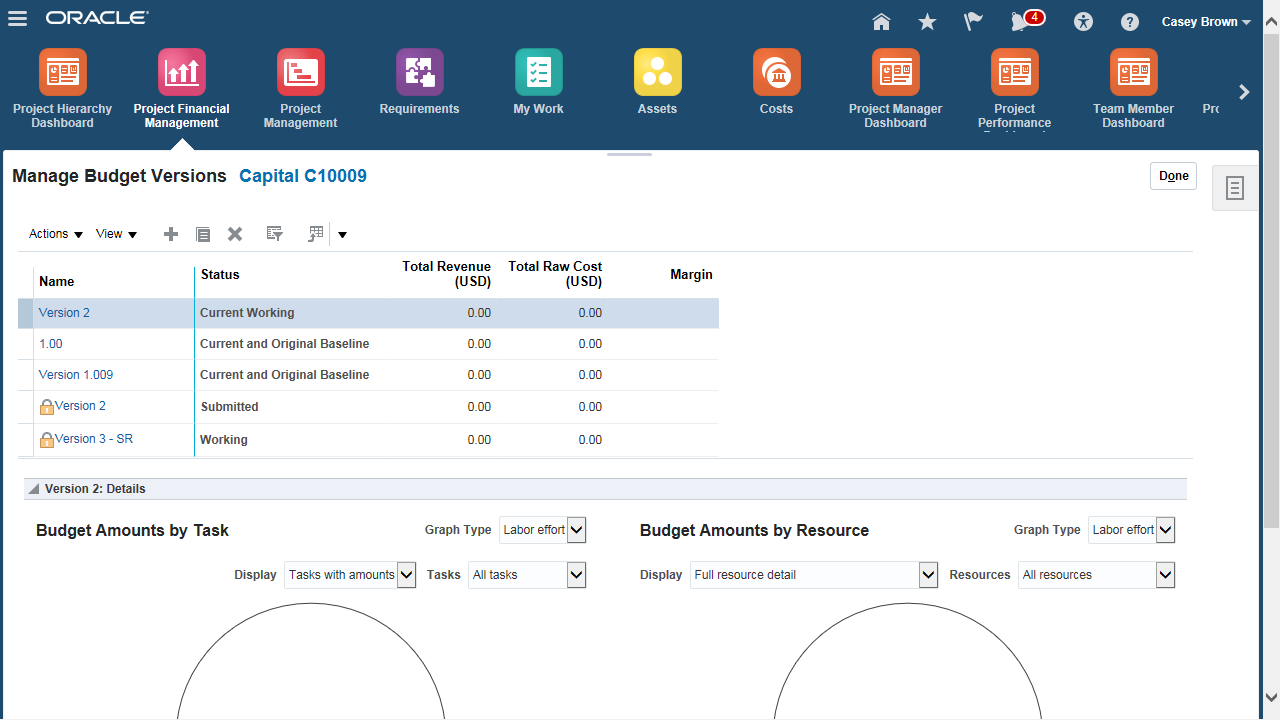 ORACLE
4
Casey Brown
Project Hierarchy
Dashboard
Project Financial
Management
Project
Management
Requirements
My Work
Assets
Costs
Project Manager
Dashboard
Project
Performance
Team Member
Dashboard
Manage Budget Versions Capital C10009
Done
Actions View
Name Status Total Revenue (USD) Total Raw Cost (USD) Margin
Version 2 Current Working 0.00 0.00
1.00 Current and Original Baseline 0.00 0.00
Version 1.009 Current and Original Baseline 0.00 0.00
Version 2 Submitted 0.00 0.00
Version 3 - SR Working 0.00 0.00
Version 2: Details
Budget Amounts by Task Graph Type Labor effort
Display Tasks with amounts Tasks All tasks
Budget Amounts by Resource Graph Type Labor effort
Display Full resource detail Resources All resources